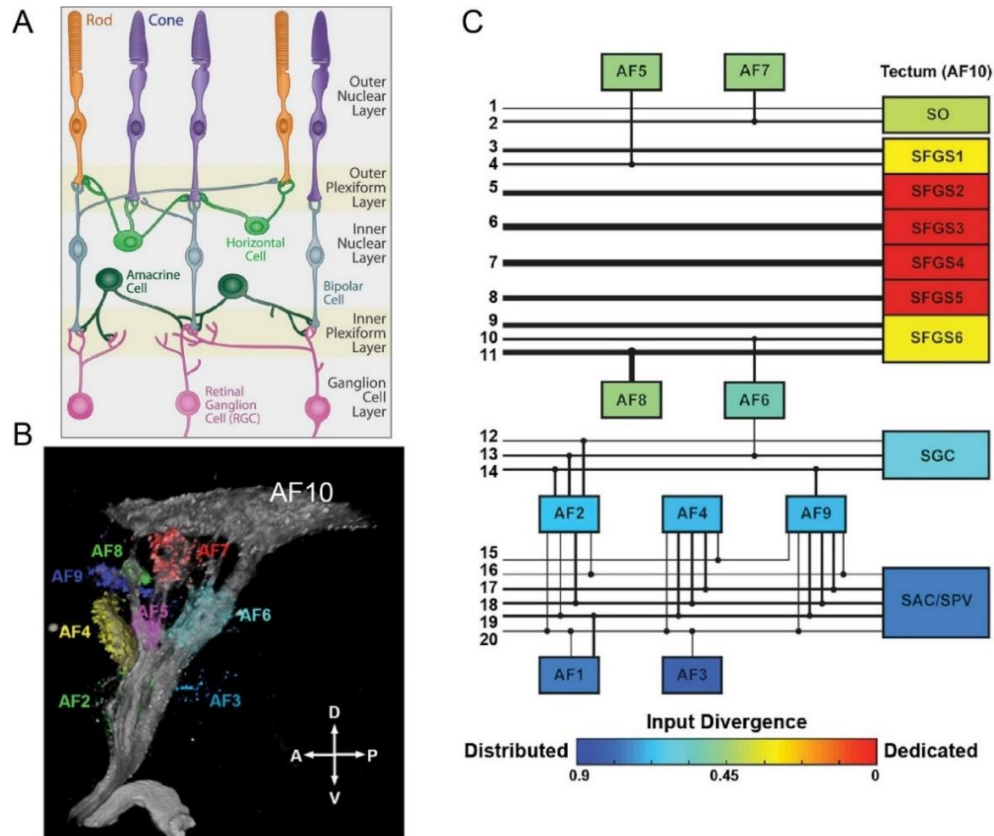 A
Rod
Cone
Outer
Nuclear
Layer
Outer
Plexiform
Layer
Inner
Nuclear
Layer
Horizontal
Cell
Amacrine
Cell
Bipolar
Cell
Inner
Plexiform
Layer
Retinal
Ganglion
Cell (RGC)
Ganglion
Cell
Layer
B
AF10
AF8
AF7
AF9
AF5
AF6
AF4
AF2
AF3
D
A
P
V
C
AF5
AF7
Tectum (AF10)
1
2
SO
3
4
SFGS1
5
SFGS2
6
SFGS3
7
SFGS4
8
SFGS5
9
10
11
SFGS6
AF8
AF6
12
13
14
SGC
AF2
AF4
AF9
15
16
17
18
19
20
SAC/SPV
AF1
AF3
Input Divergence
Distributed
Dedicated
0.9
0.45
0